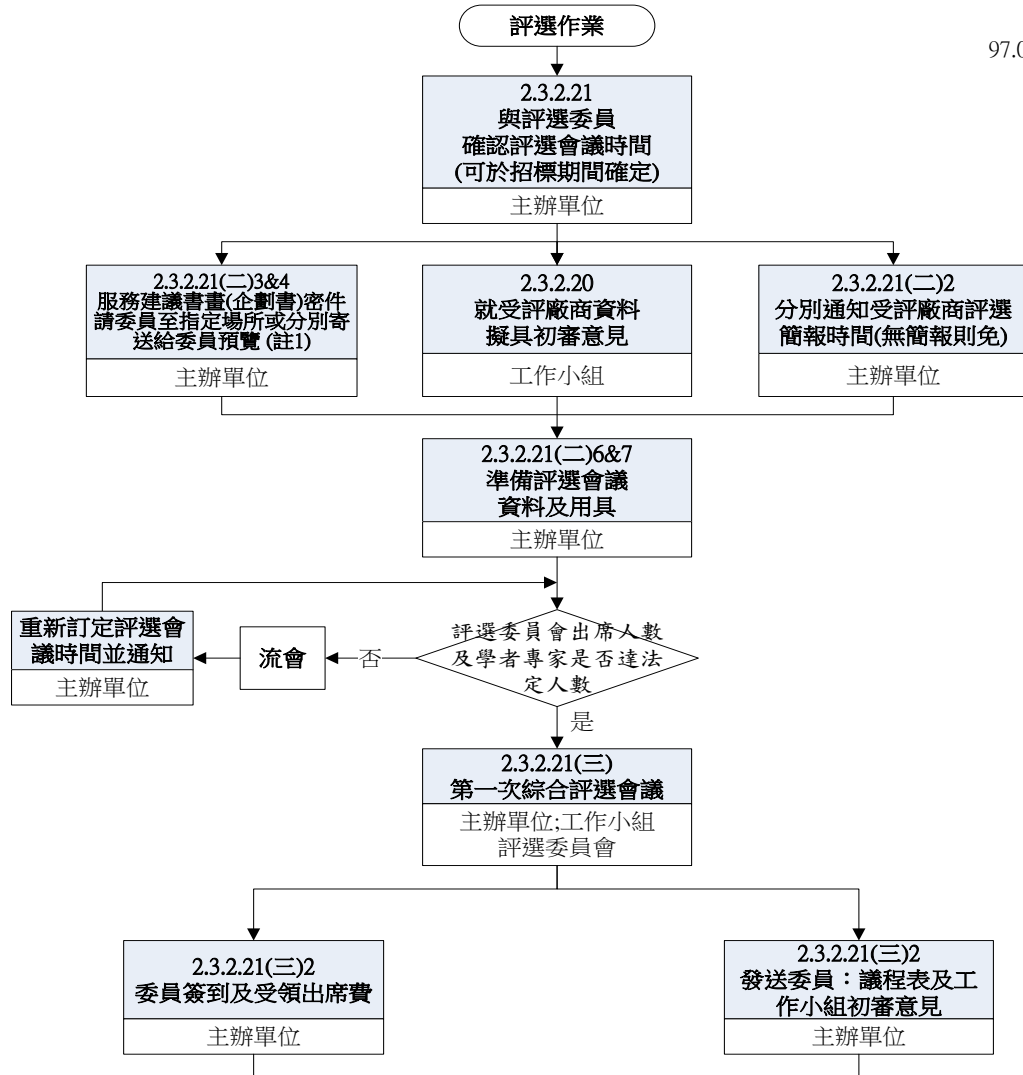 評選作業
97.0
2.3.2.21
與評選委員
確認評選會議時間
(可於招標期間確定)
主辦單位
2.3.2.21(二)3&4
服務建議書畫(企劃書)密件
請委員至指定場所或分別寄
送給委員預覽 (註1)
主辦單位
2.3.2.20
就受評廠商資料
擬具初審意見
工作小組
2.3.2.21(二)2
分別通知受評廠商評選
簡報時間(無簡報則免)
主辦單位
2.3.2.21(二)6&7
準備評選會議
資料及用具
主辦單位
重新訂定評選會
議時間並通知
主辦單位
流會
否
評選委員會出席人數
及學者專家是否達法
定人數
是
2.3.2.21(三)
第一次綜合評選會議
主辦單位;工作小組
評選委員會
2.3.2.21(三)2
委員簽到及受領出席費
主辦單位
2.3.2.21(三)2
發送委員：議程表及工
作小組初審意見
主辦單位